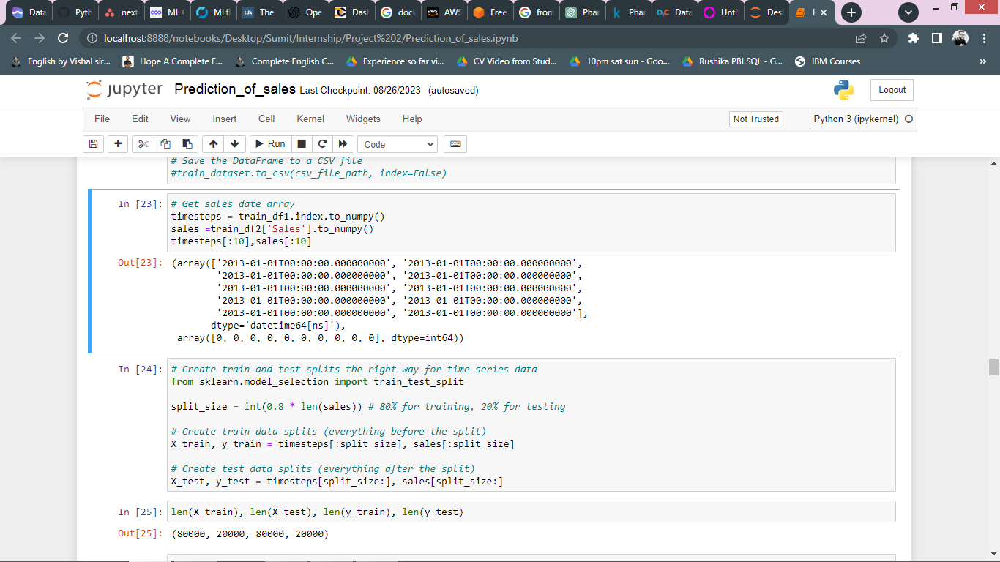 Data
Pyth
next
ML
MLfl
tds The
Ope
Dasl
dock
aws AWS
Free
from
Phar
k Phar
DVC Data
Unti
Desl
localhost:8888/notebooks/Desktop/Sumit/Internship/Project%202/Prediction_of_sales.ipynb
English by Vishal sir...
Hope A Complete E...
Complete English C...
Experience so far vi...
CV Video from Stud...
10pm sat sun - Goo...
Rushika PBI SQL - G...
IBM Courses
»
jupyter Prediction_of_sales Last Checkpoint: 08/26/2023 (autosaved)
Logout
File Edit View Insert Cell Kernel Widgets Help
Not Trusted
Python 3 (ipykernel)
Run
Code
# Save the DataFrame to a CSV file
#train_dataset.to_csv(csv_file_path, index=False)
In [23]: # Get sales date array
timesteps = train_df1.index.to_numpy()
sales =train_df2['Sales'].to_numpy()
timesteps[:10],sales[:10]
Out[23]: (array(['2013-01-01T00:00:00.000000000', '2013-01-01T00:00:00.000000000',
'2013-01-01T00:00:00.000000000', '2013-01-01T00:00:00.000000000',
'2013-01-01T00:00:00.000000000', '2013-01-01T00:00:00.000000000',
'2013-01-01T00:00:00.000000000', '2013-01-01T00:00:00.000000000',
'2013-01-01T00:00:00.000000000', '2013-01-01T00:00:00.000000000'],
dtype='datetime64[ns]'),
array([0, 0, 0, 0, 0, 0, 0, 0, 0, 0], dtype=int64))
In [24]: # Create train and test splits the right way for time series data
from sklearn.model_selection import train_test_split
split_size = int(0.8 * len(sales)) # 80% for training, 20% for testing
# Create train data splits (everything before the split)
X_train, y_train = timesteps[:split_size], sales[:split_size]
# Create test data splits (everything after the split)
X_test, y_test = timesteps[split_size:], sales[split_size:]
In [25]: len(X_train), len(X_test), len(y_train), len(y_test)
Out[25]: (80000, 20000, 80000, 20000)